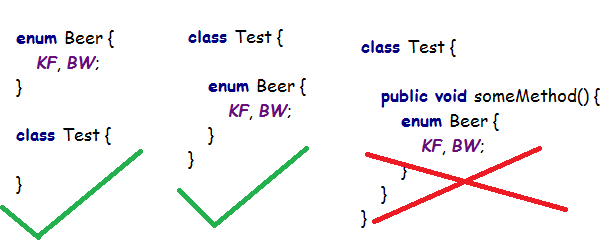 enum Beer {
KF, BW;
}
class Test {
}
class Test {
enum Beer {
KF, BW;
}
}
class Test {
public void someMethod() {
enum Beer {
KF, BW;
}
}
}